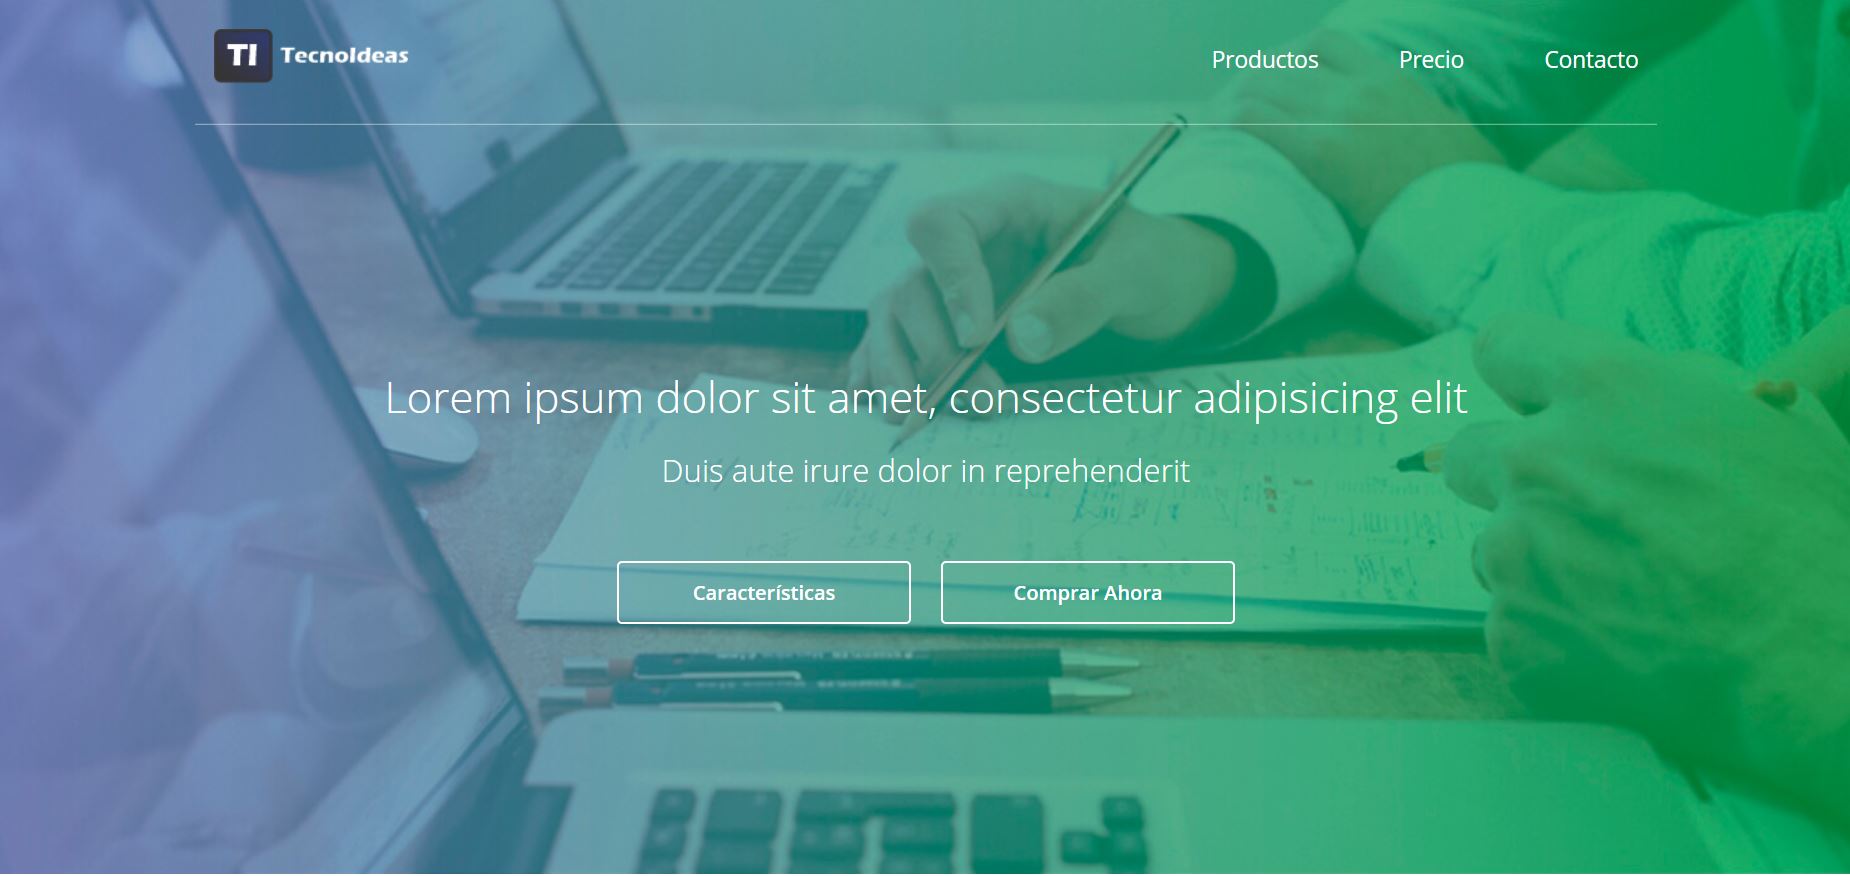 TI TecnoIdeas
Productos Precio Contacto
Lorem ipsum dolor sit amet, consectetur adipisicing elit
Duis aute irure dolor in reprehenderit
Características Comprar Ahora